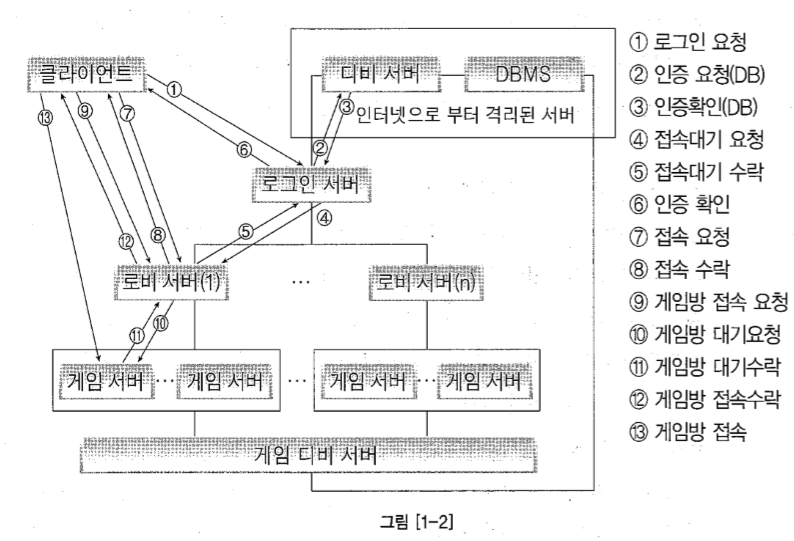 클라이언트
디비 서버
DBMS
인터넷으로 부터 격리된 서버
①
②
③
⑥
⑬
⑨
⑦
로그인 서버
⑤
④
⑫
⑧
로비 서버(1)
...
로비 서버(n)
⑪
⑩
게임 서버 ... 게임 서버 ... 게임 서버 ... 게임 서버
게임 디비 서버
① 로그인 요청
② 인증 요청(DB)
③ 인증확인(DB)
④ 접속대기 요청
⑤ 접속대기 수락
⑥ 인증 확인
⑦ 접속 요청
⑧ 접속 수락
⑨ 게임방 접속 요청
⑩ 게임방 대기요청
⑪ 게임방 대기수락
⑫ 게임방 접속수락
⑬ 게임방 접속
그림 [1-2]